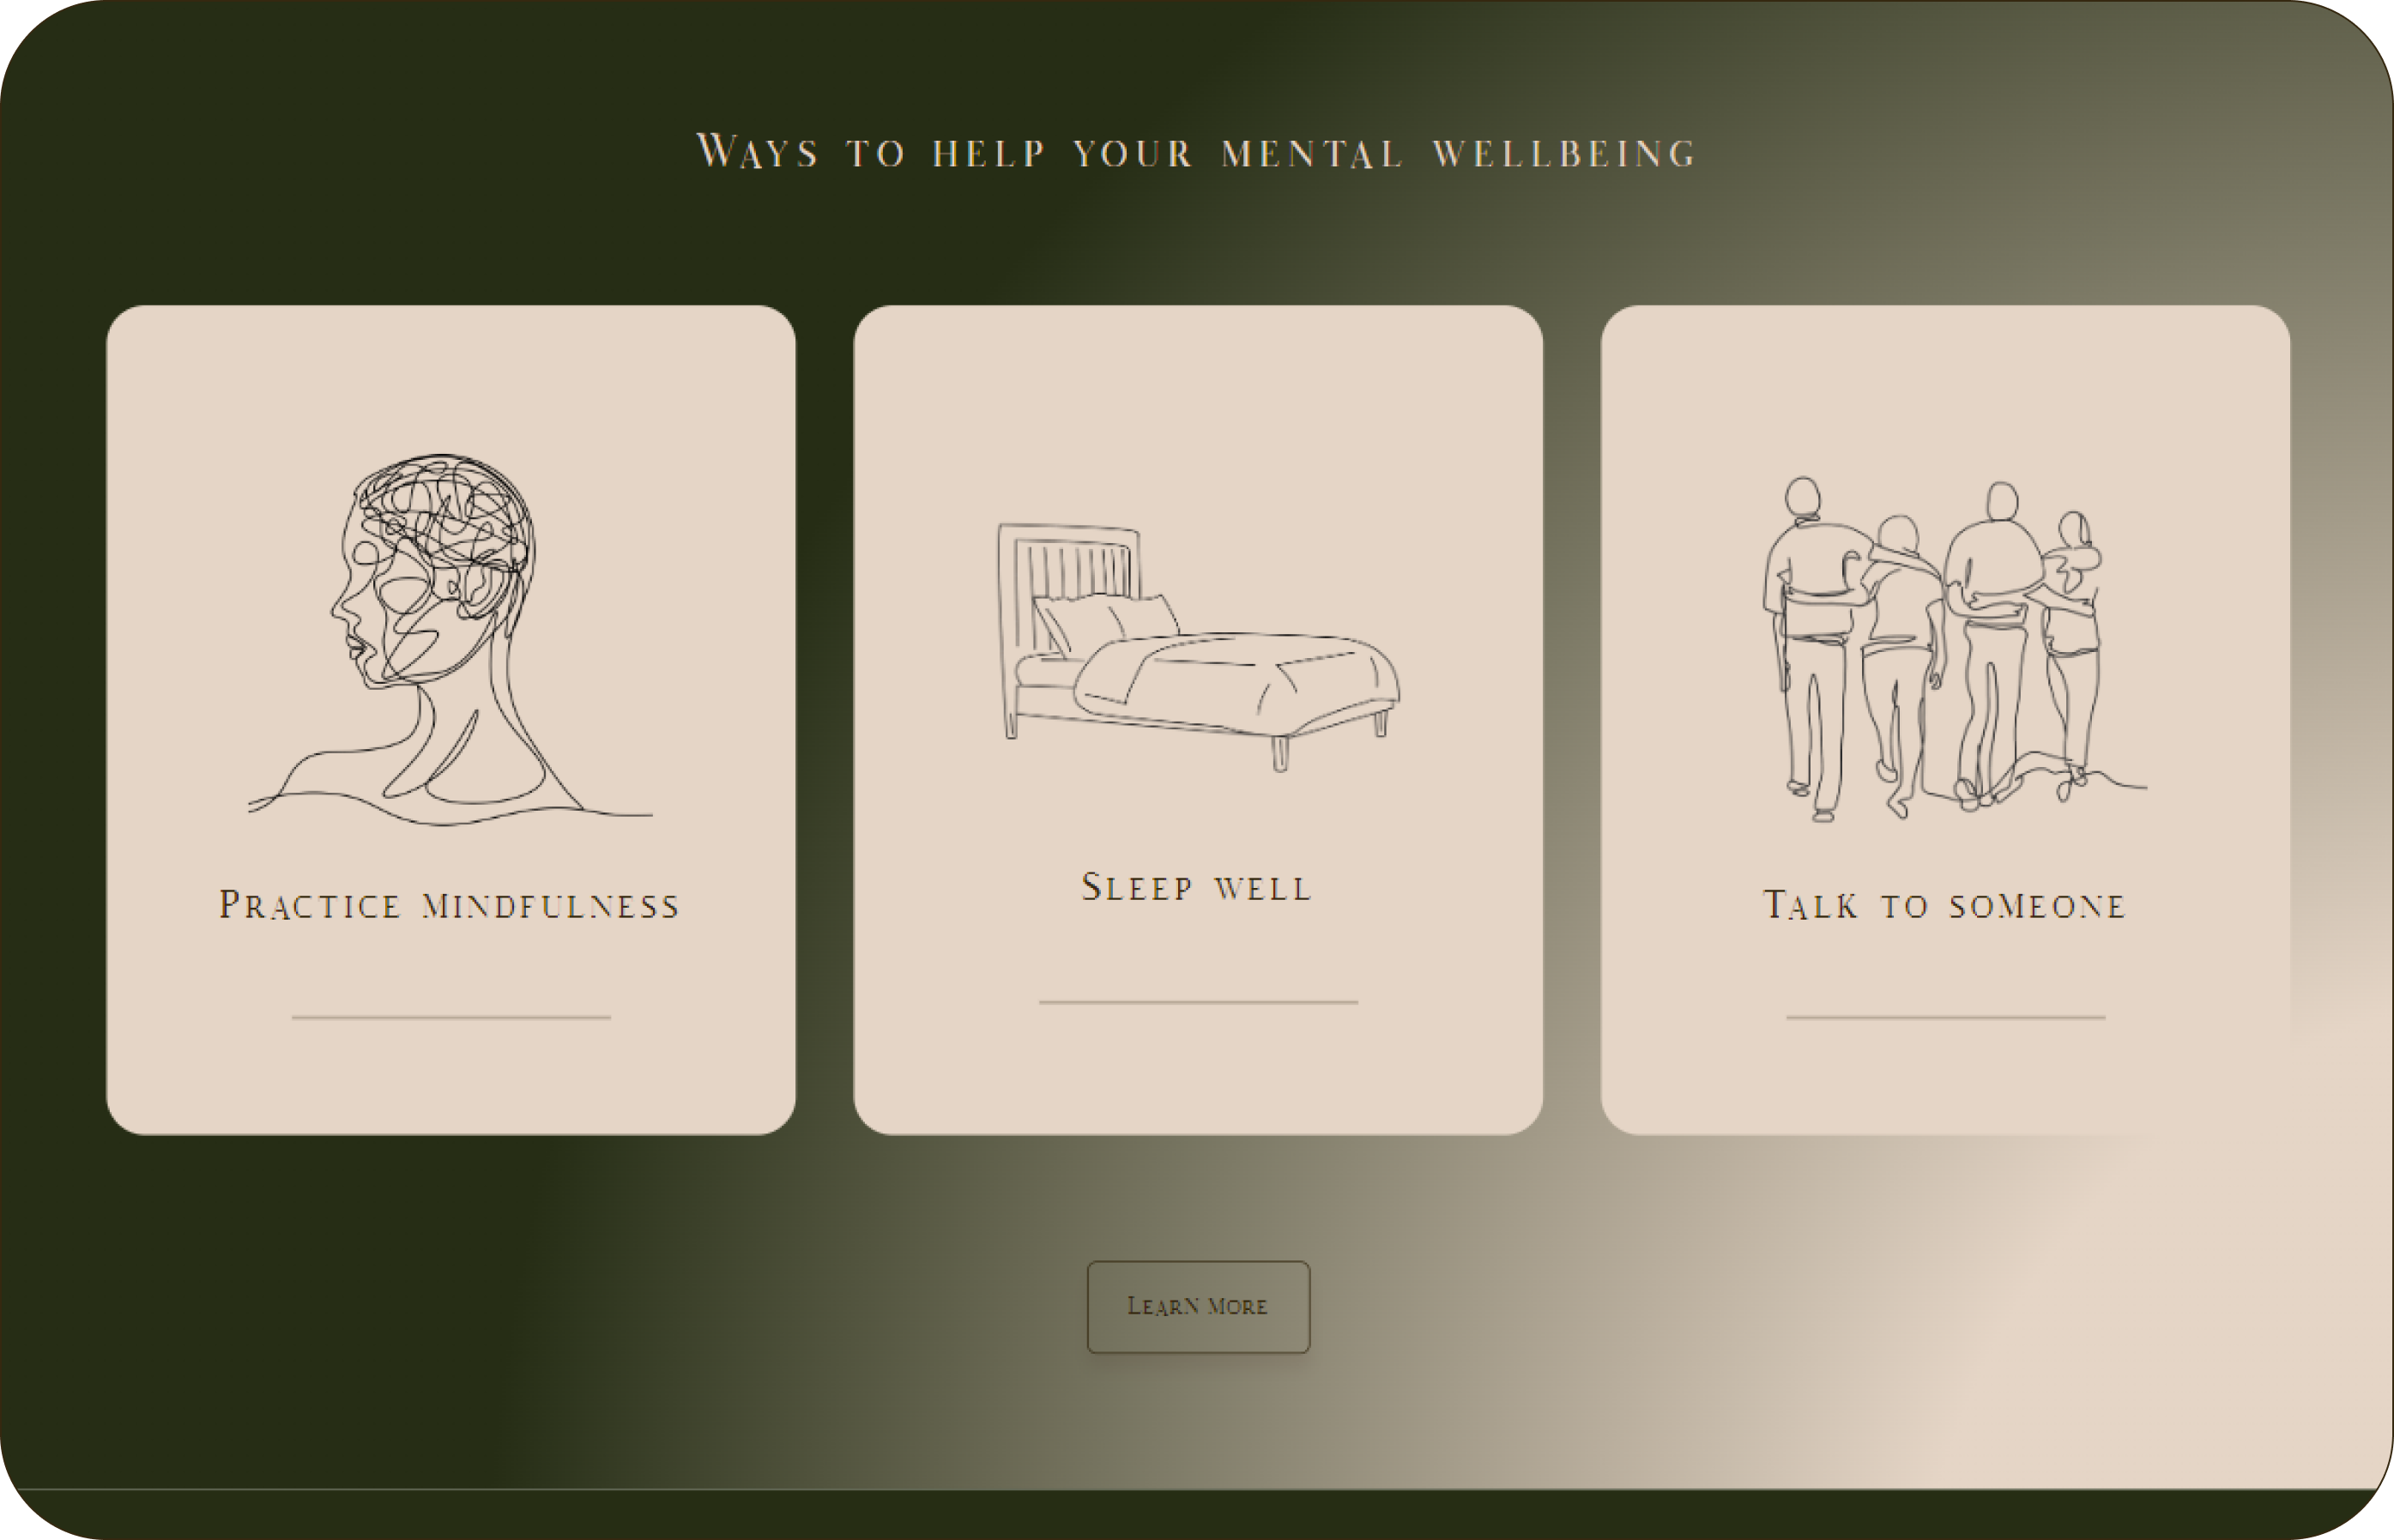 Ways to help your mental wellbeing
Practice mindfulness
Sleep well
Talk to someone
Learn more